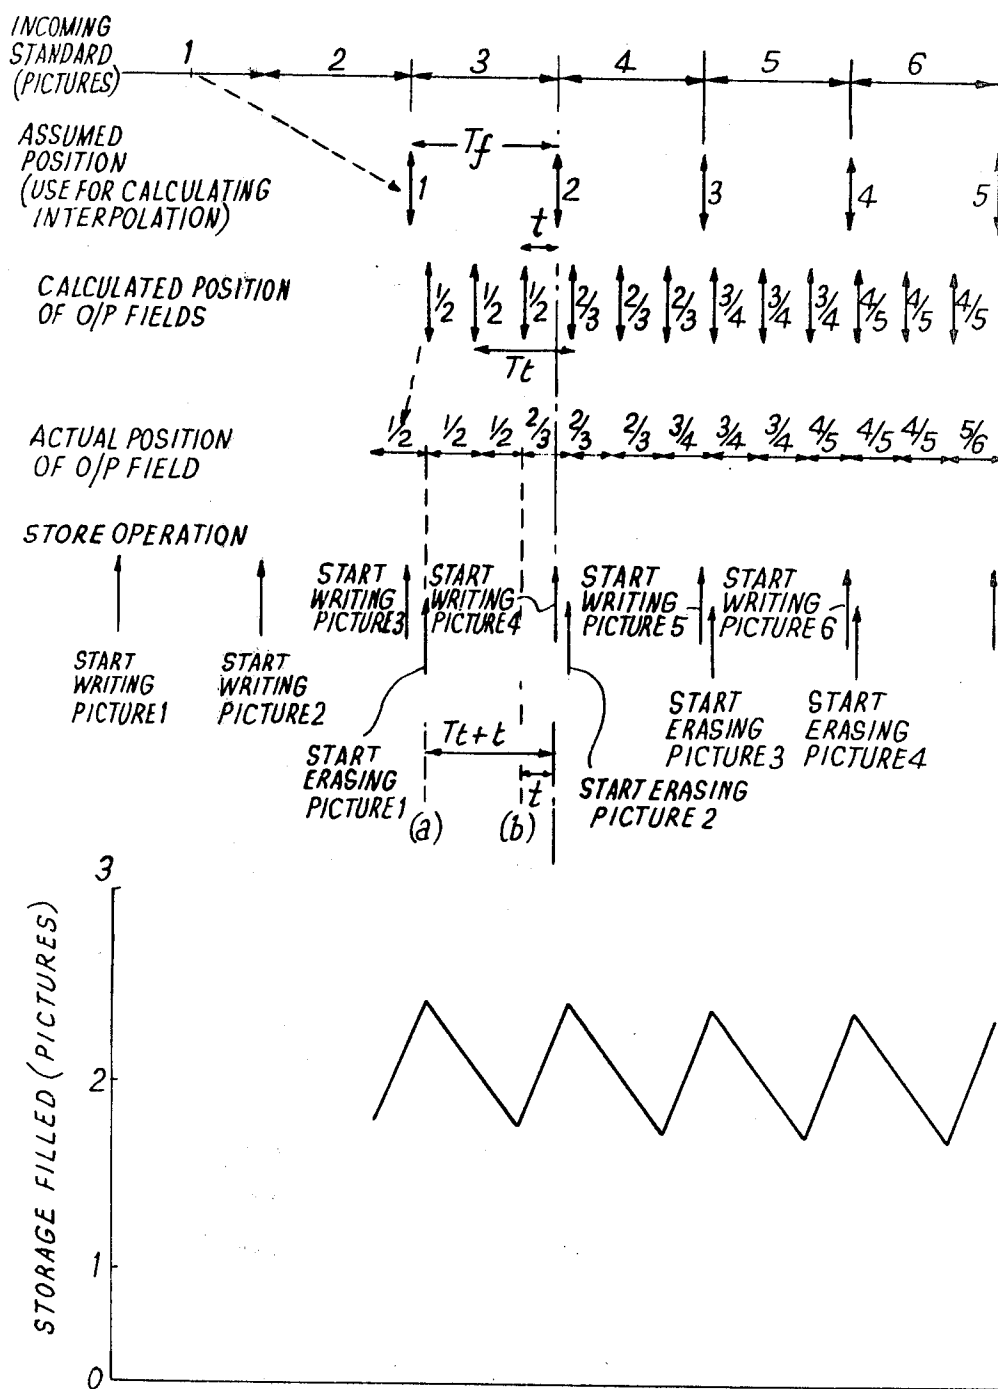 INCOMING
STANDARD
(PICTURES)
1 2 3 4 5 6
ASSUMED
POSITION
(USE FOR CALCULATING
INTERPOLATION)
Tf
1 2 3 4 5
t
CALCULATED POSITION
OF O/P FIELDS
1/2 1/2 1/2 2/3 2/3 2/3 3/4 3/4 3/4 4/5 4/5 4/5
Tt
ACTUAL POSITION
OF O/P FIELD
1/2 1/2 1/2 2/3 2/3 2/3 3/4 3/4 3/4 4/5 4/5 4/5 5/6
STORE OPERATION
START
WRITING
PICTURE 1
START
WRITING
PICTURE 2
START
WRITING
PICTURE 3
START
WRITING
PICTURE 4
START
WRITING
PICTURE 5
START
WRITING
PICTURE 6
START
ERASING
PICTURE 1
START ERASING
PICTURE 2
START
ERASING
PICTURE 3
START
ERASING
PICTURE 4
Tt + t
t
(a) (b)
STORAGE FILLED (PICTURES)
3
2
1
0